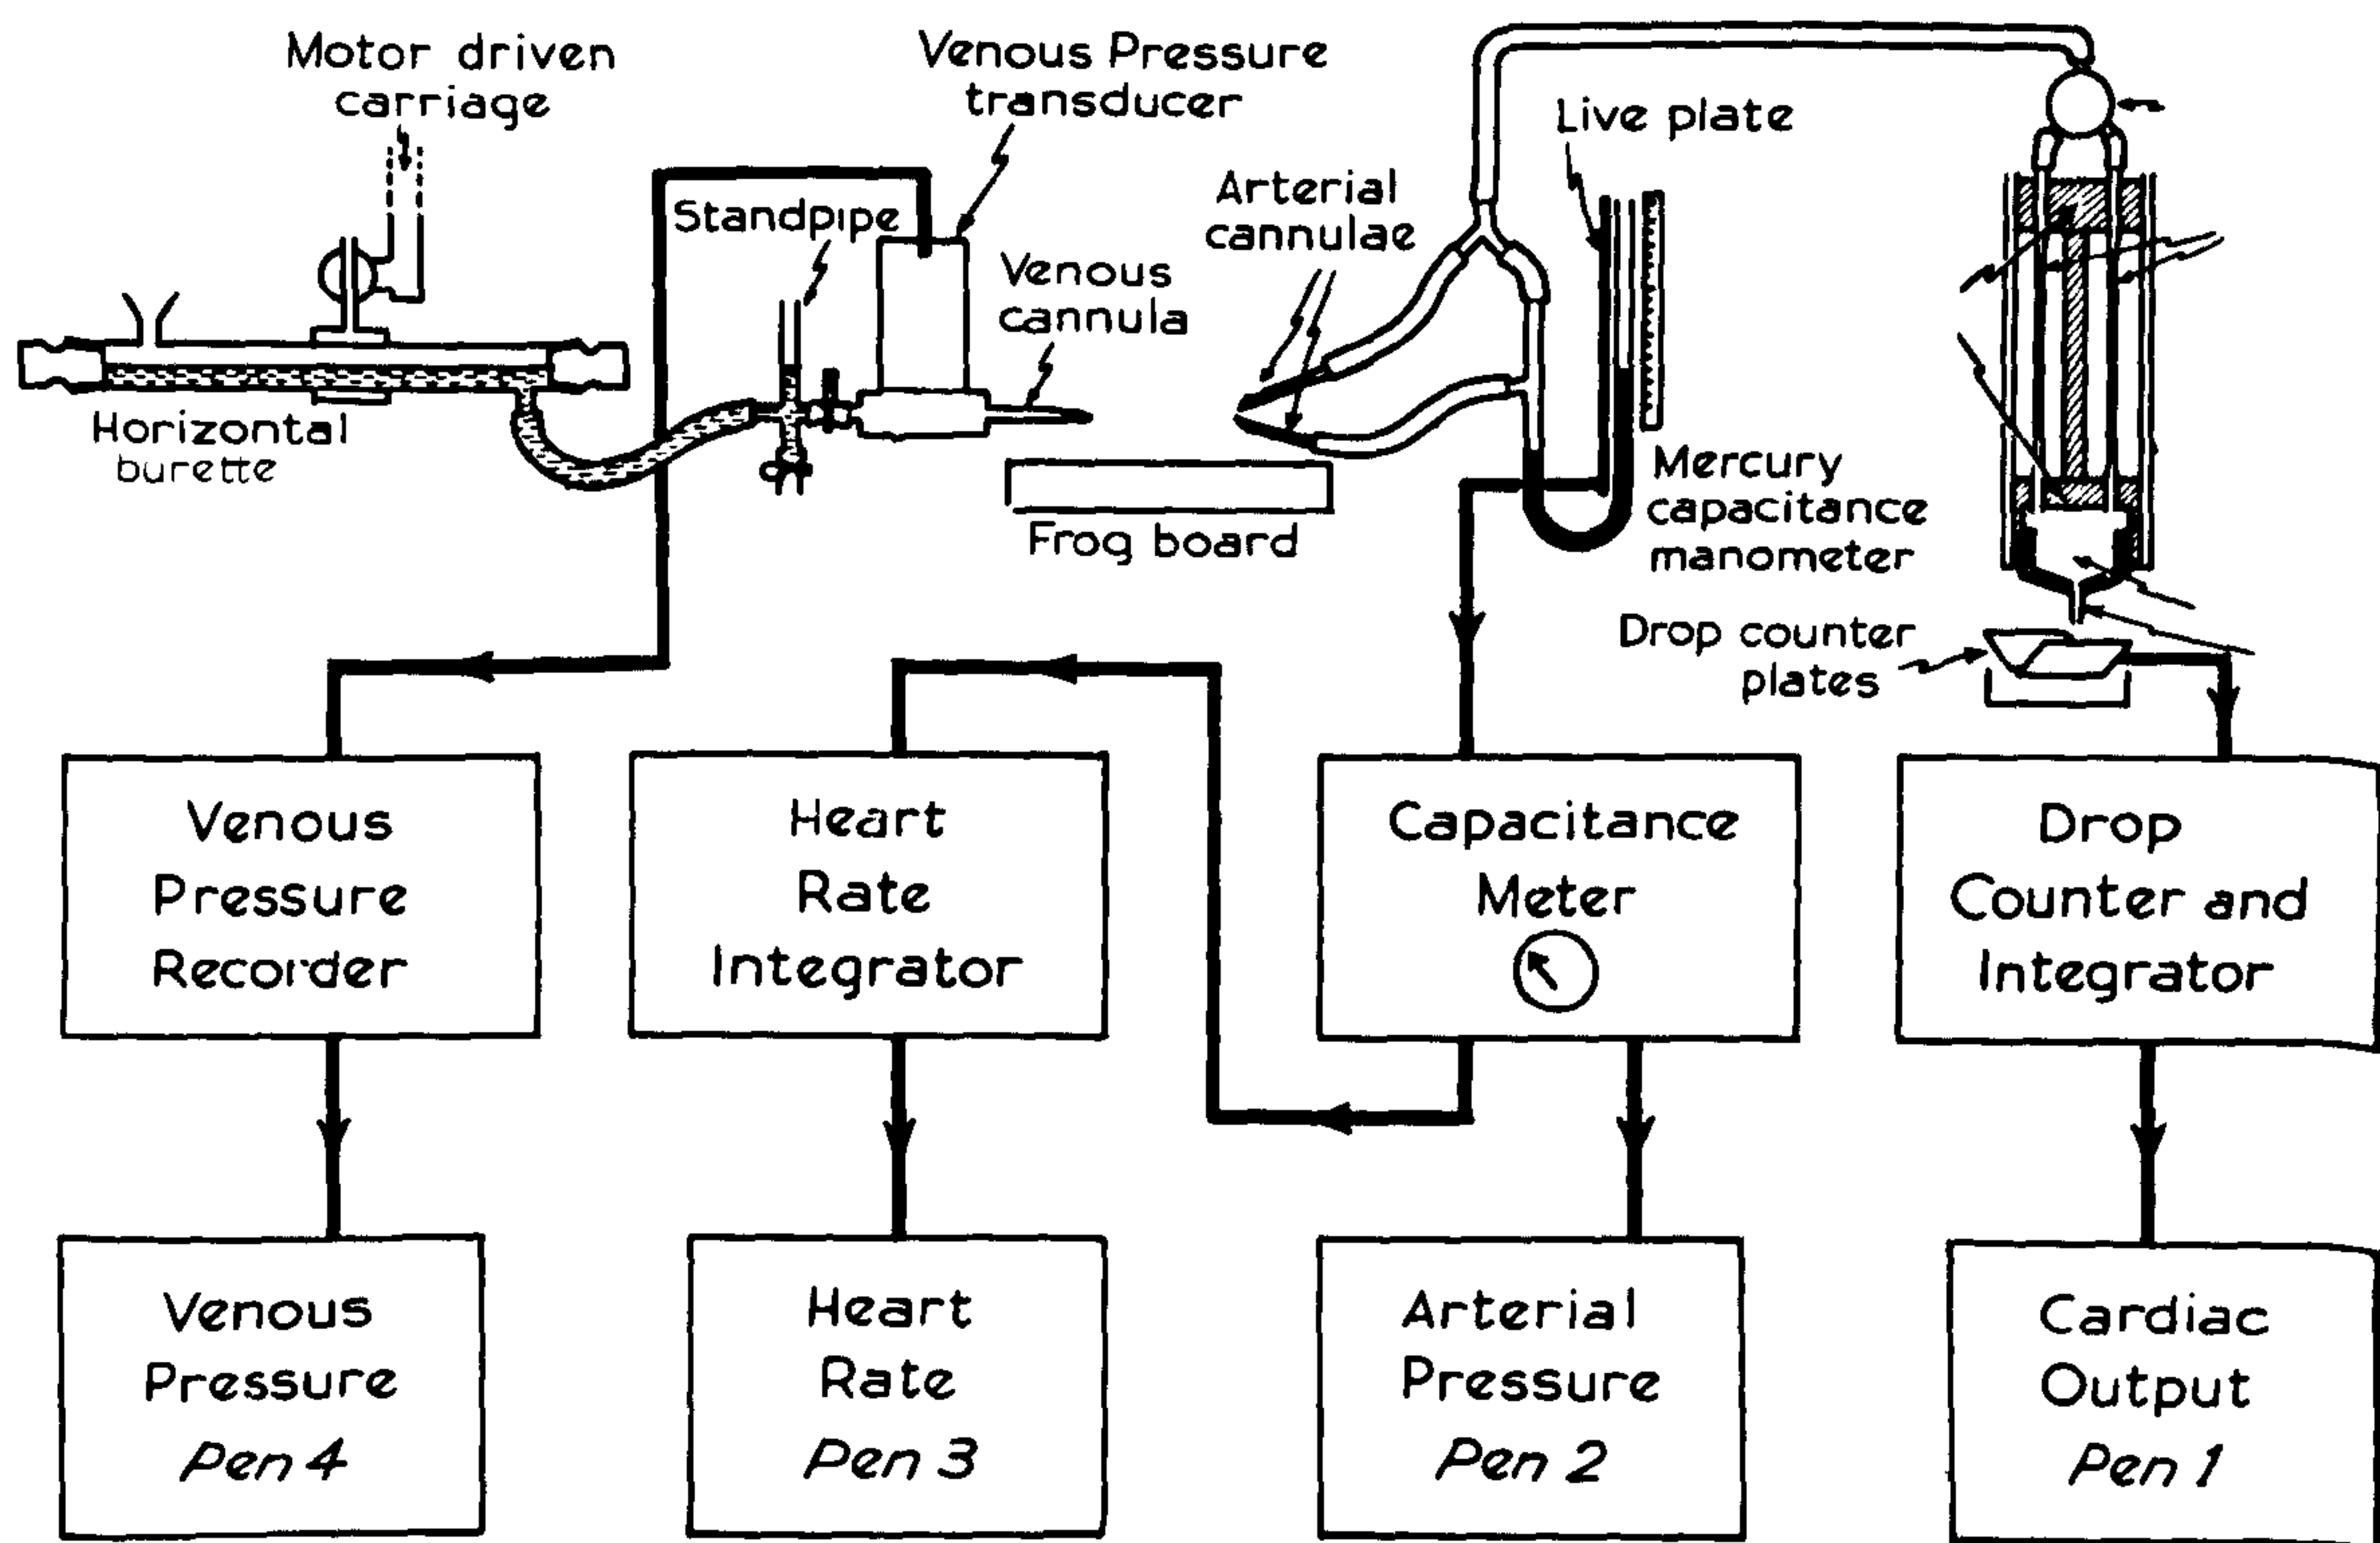 Motor driven
carriage
Venous Pressure
transducer
Live plate
Standpipe
Arterial
cannulae
Venous
cannula
Horizontal
burette
Mercury
capacitance
manometer
Frog board
Drop counter
plates
Venous
Pressure
Recorder
Heart
Rate
Integrator
Capacitance
Meter
Drop
Counter and
Integrator
Venous
Pressure
Pen 4
Heart
Rate
Pen 3
Arterial
Pressure
Pen 2
Cardiac
Output
Pen 1